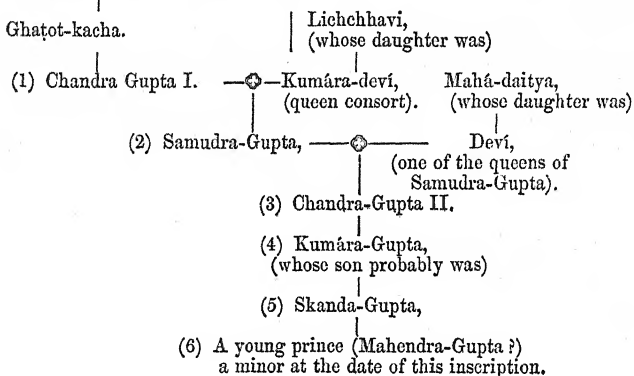 Lichchhavi,
Ghaṭot-kacha. (whose daughter was)
(1) Chandra Gupta I. Kumára-deví, Mahá-daitya,
(queen consort). (whose daughter was)
(2) Samudra-Gupta, Deví,
(one of the queens of
Samudra-Gupta).
(3) Chandra-Gupta II.
(4) Kumára-Gupta,
(whose son probably was)
(5) Skanda-Gupta,
(6) A young prince (Mahendra-Gupta ?)
a minor at the date of this inscription.